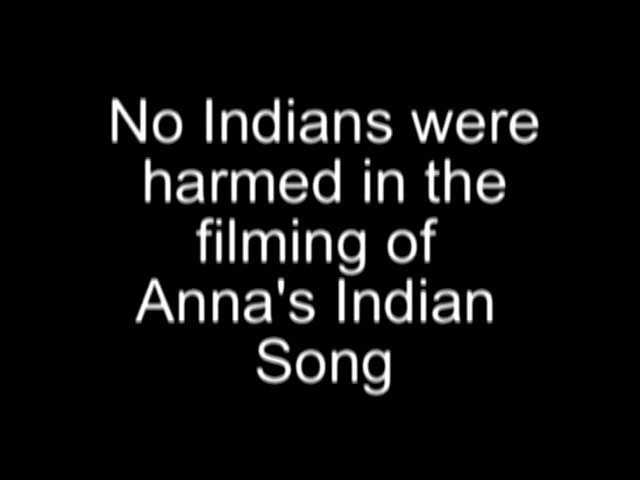 No Indians were
harmed in the
filming of
Anna's Indian
Song